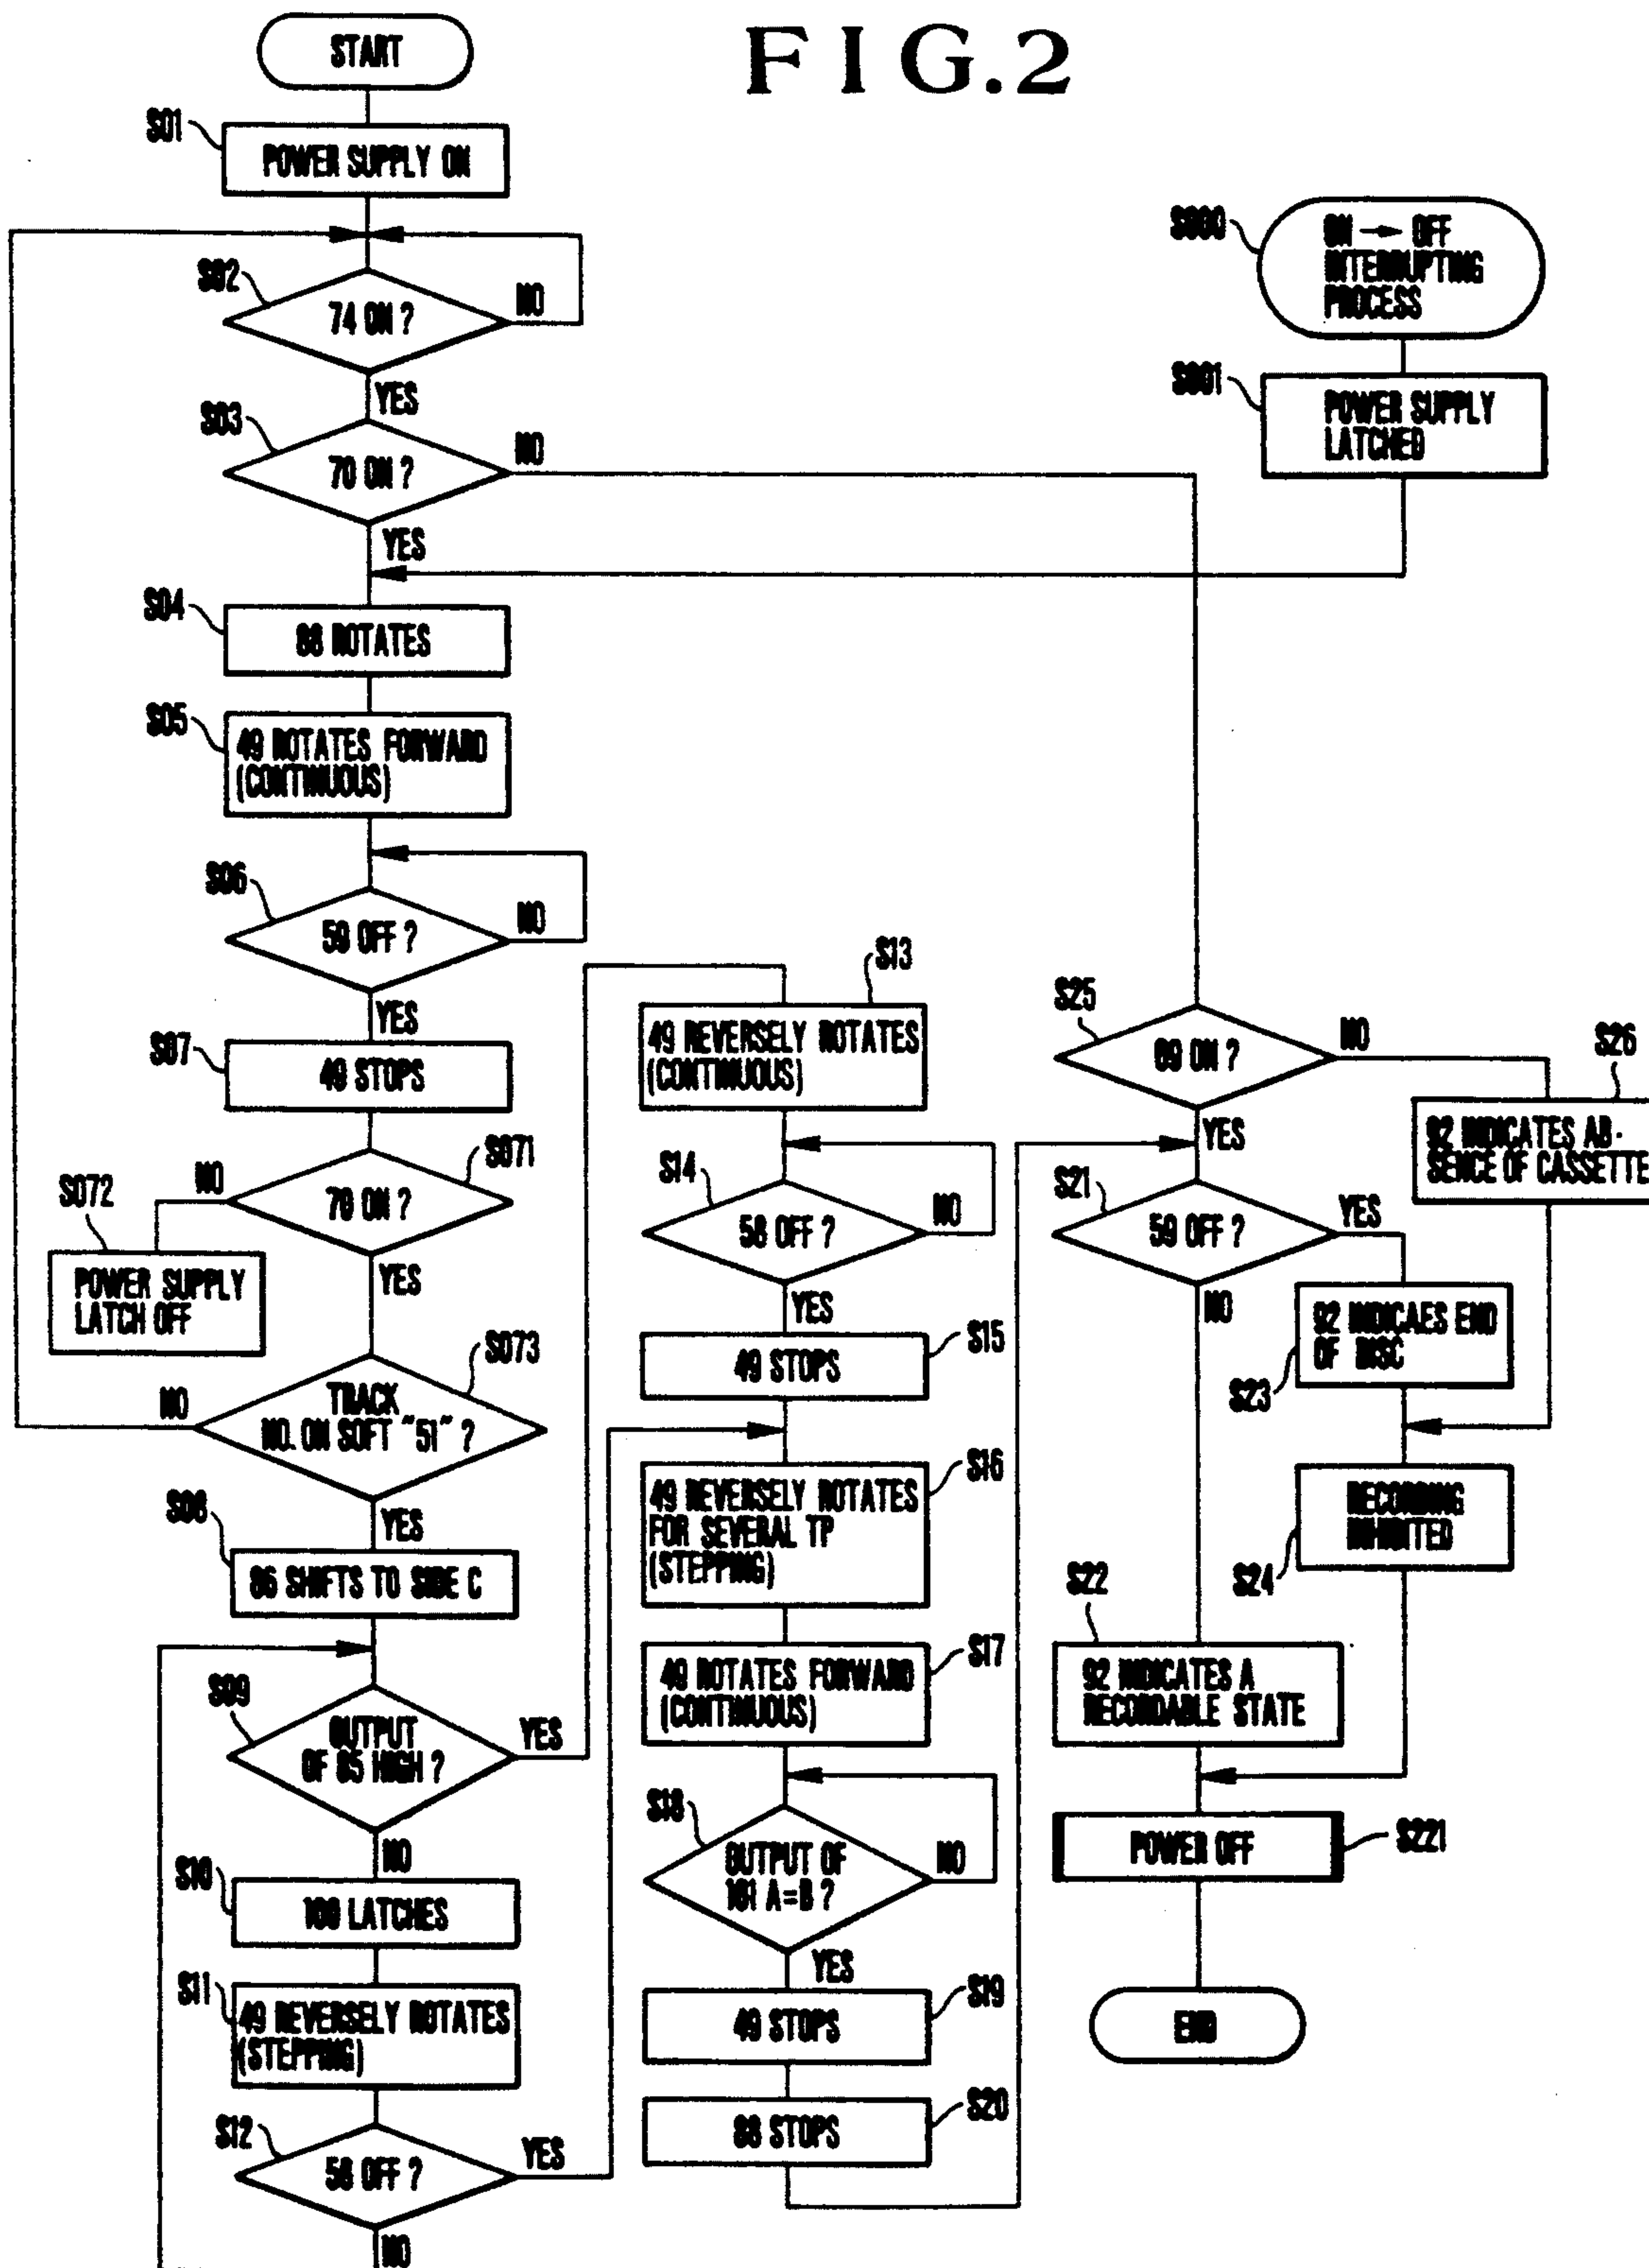 FIG.2
START
S01
POWER SUPPLY ON
S02
74 ON ?
NO
YES
S03
70 ON ?
NO
YES
S04
88 ROTATES
S05
49 ROTATES FORWARD
(CONTINUOUS)
S06
59 OFF ?
NO
YES
S07
49 STOPS
S071
70 ON ?
NO
YES
S072
POWER SUPPLY
LATCH OFF
S073
TRACK
NO. ON SOFT "51" ?
NO
YES
S08
86 SHIFTS TO SIDE C
S09
OUTPUT
OF 85 HIGH ?
YES
NO
S10
100 LATCHES
S11
49 REVERSELY ROTATES
(STEPPING)
S12
58 OFF ?
YES
NO
S13
49 REVERSELY ROTATES
(CONTINUOUS)
S14
58 OFF ?
NO
YES
S15
49 STOPS
S16
49 REVERSELY ROTATES
FOR SEVERAL TP
(STEPPING)
S17
49 ROTATES FORWARD
(CONTINUOUS)
S18
OUTPUT OF
101 A=B ?
NO
YES
S19
49 STOPS
S20
88 STOPS
S900
ON → OFF
INTERRUPTING
PROCESS
S901
POWER SUPPLY
LATCHED
S25
69 ON ?
NO
YES
S26
92 INDICATES AB-
SENCE OF CASSETTE
S21
59 OFF ?
YES
NO
S23
92 INDICAES END
OF DISC
S24
RECORDING
INHIBITED
S22
92 INDICATES A
RECORDABLE STATE
S221
POWER OFF
END